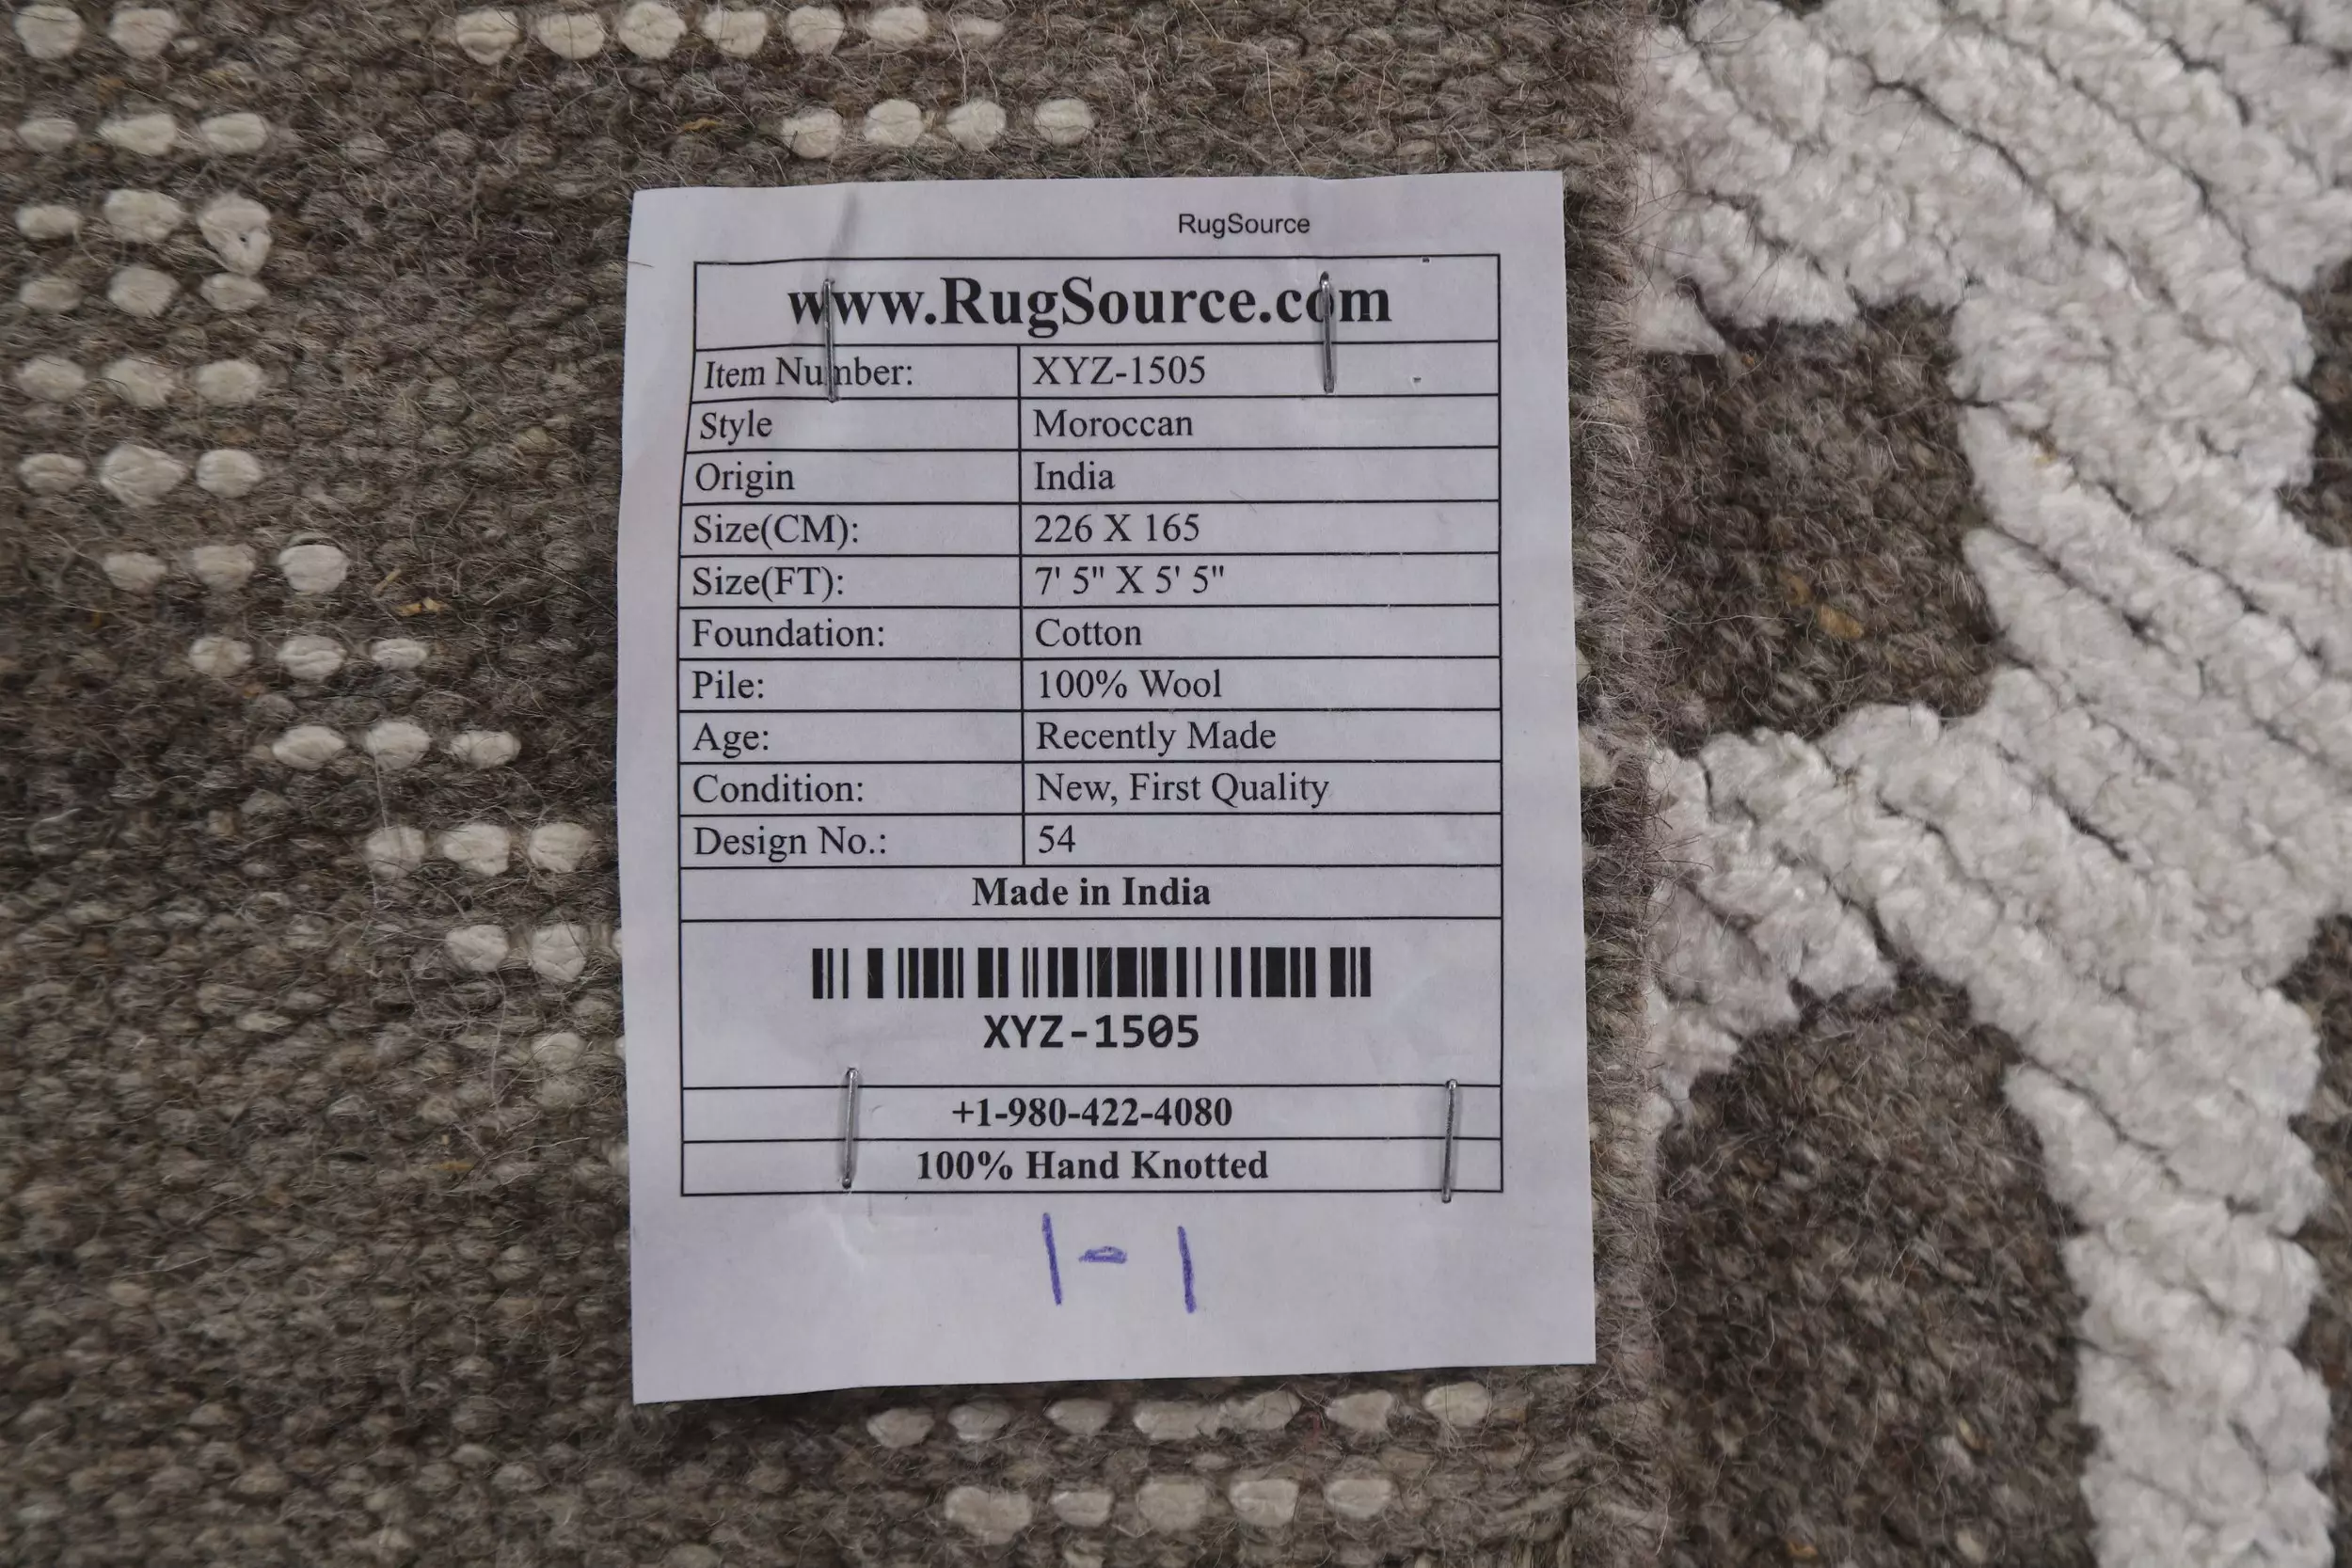 RugSource
www.RugSource.com
Item Number: XYZ-1505
Style Moroccan
Origin India
Size(CM): 226 X 165
Size(FT): 7' 5" X 5' 5"
Foundation: Cotton
Pile: 100% Wool
Age: Recently Made
Condition: New, First Quality
Design No.: 54
Made in India
XYZ-1505
+1-980-422-4080
100% Hand Knotted
1-1